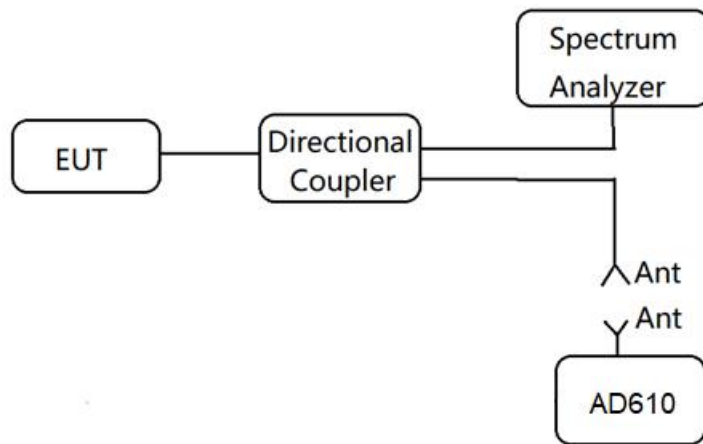 Spectrum
Analyzer
EUT
Directional
Coupler
Ant
Ant
AD610